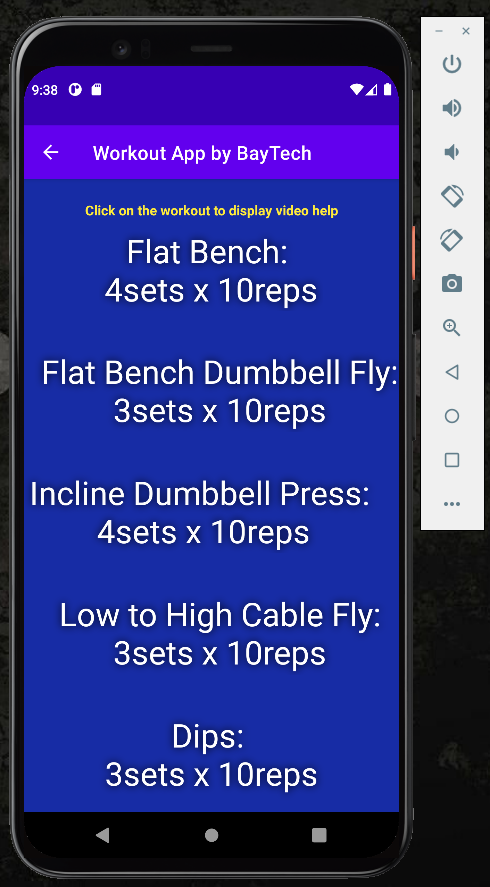 9:38
Workout App by BayTech
Click on the workout to display video help
Flat Bench:
4sets x 10reps
Flat Bench Dumbbell Fly:
3sets x 10reps
Incline Dumbbell Press:
4sets x 10reps
Low to High Cable Fly:
3sets x 10reps
Dips:
3sets x 10reps